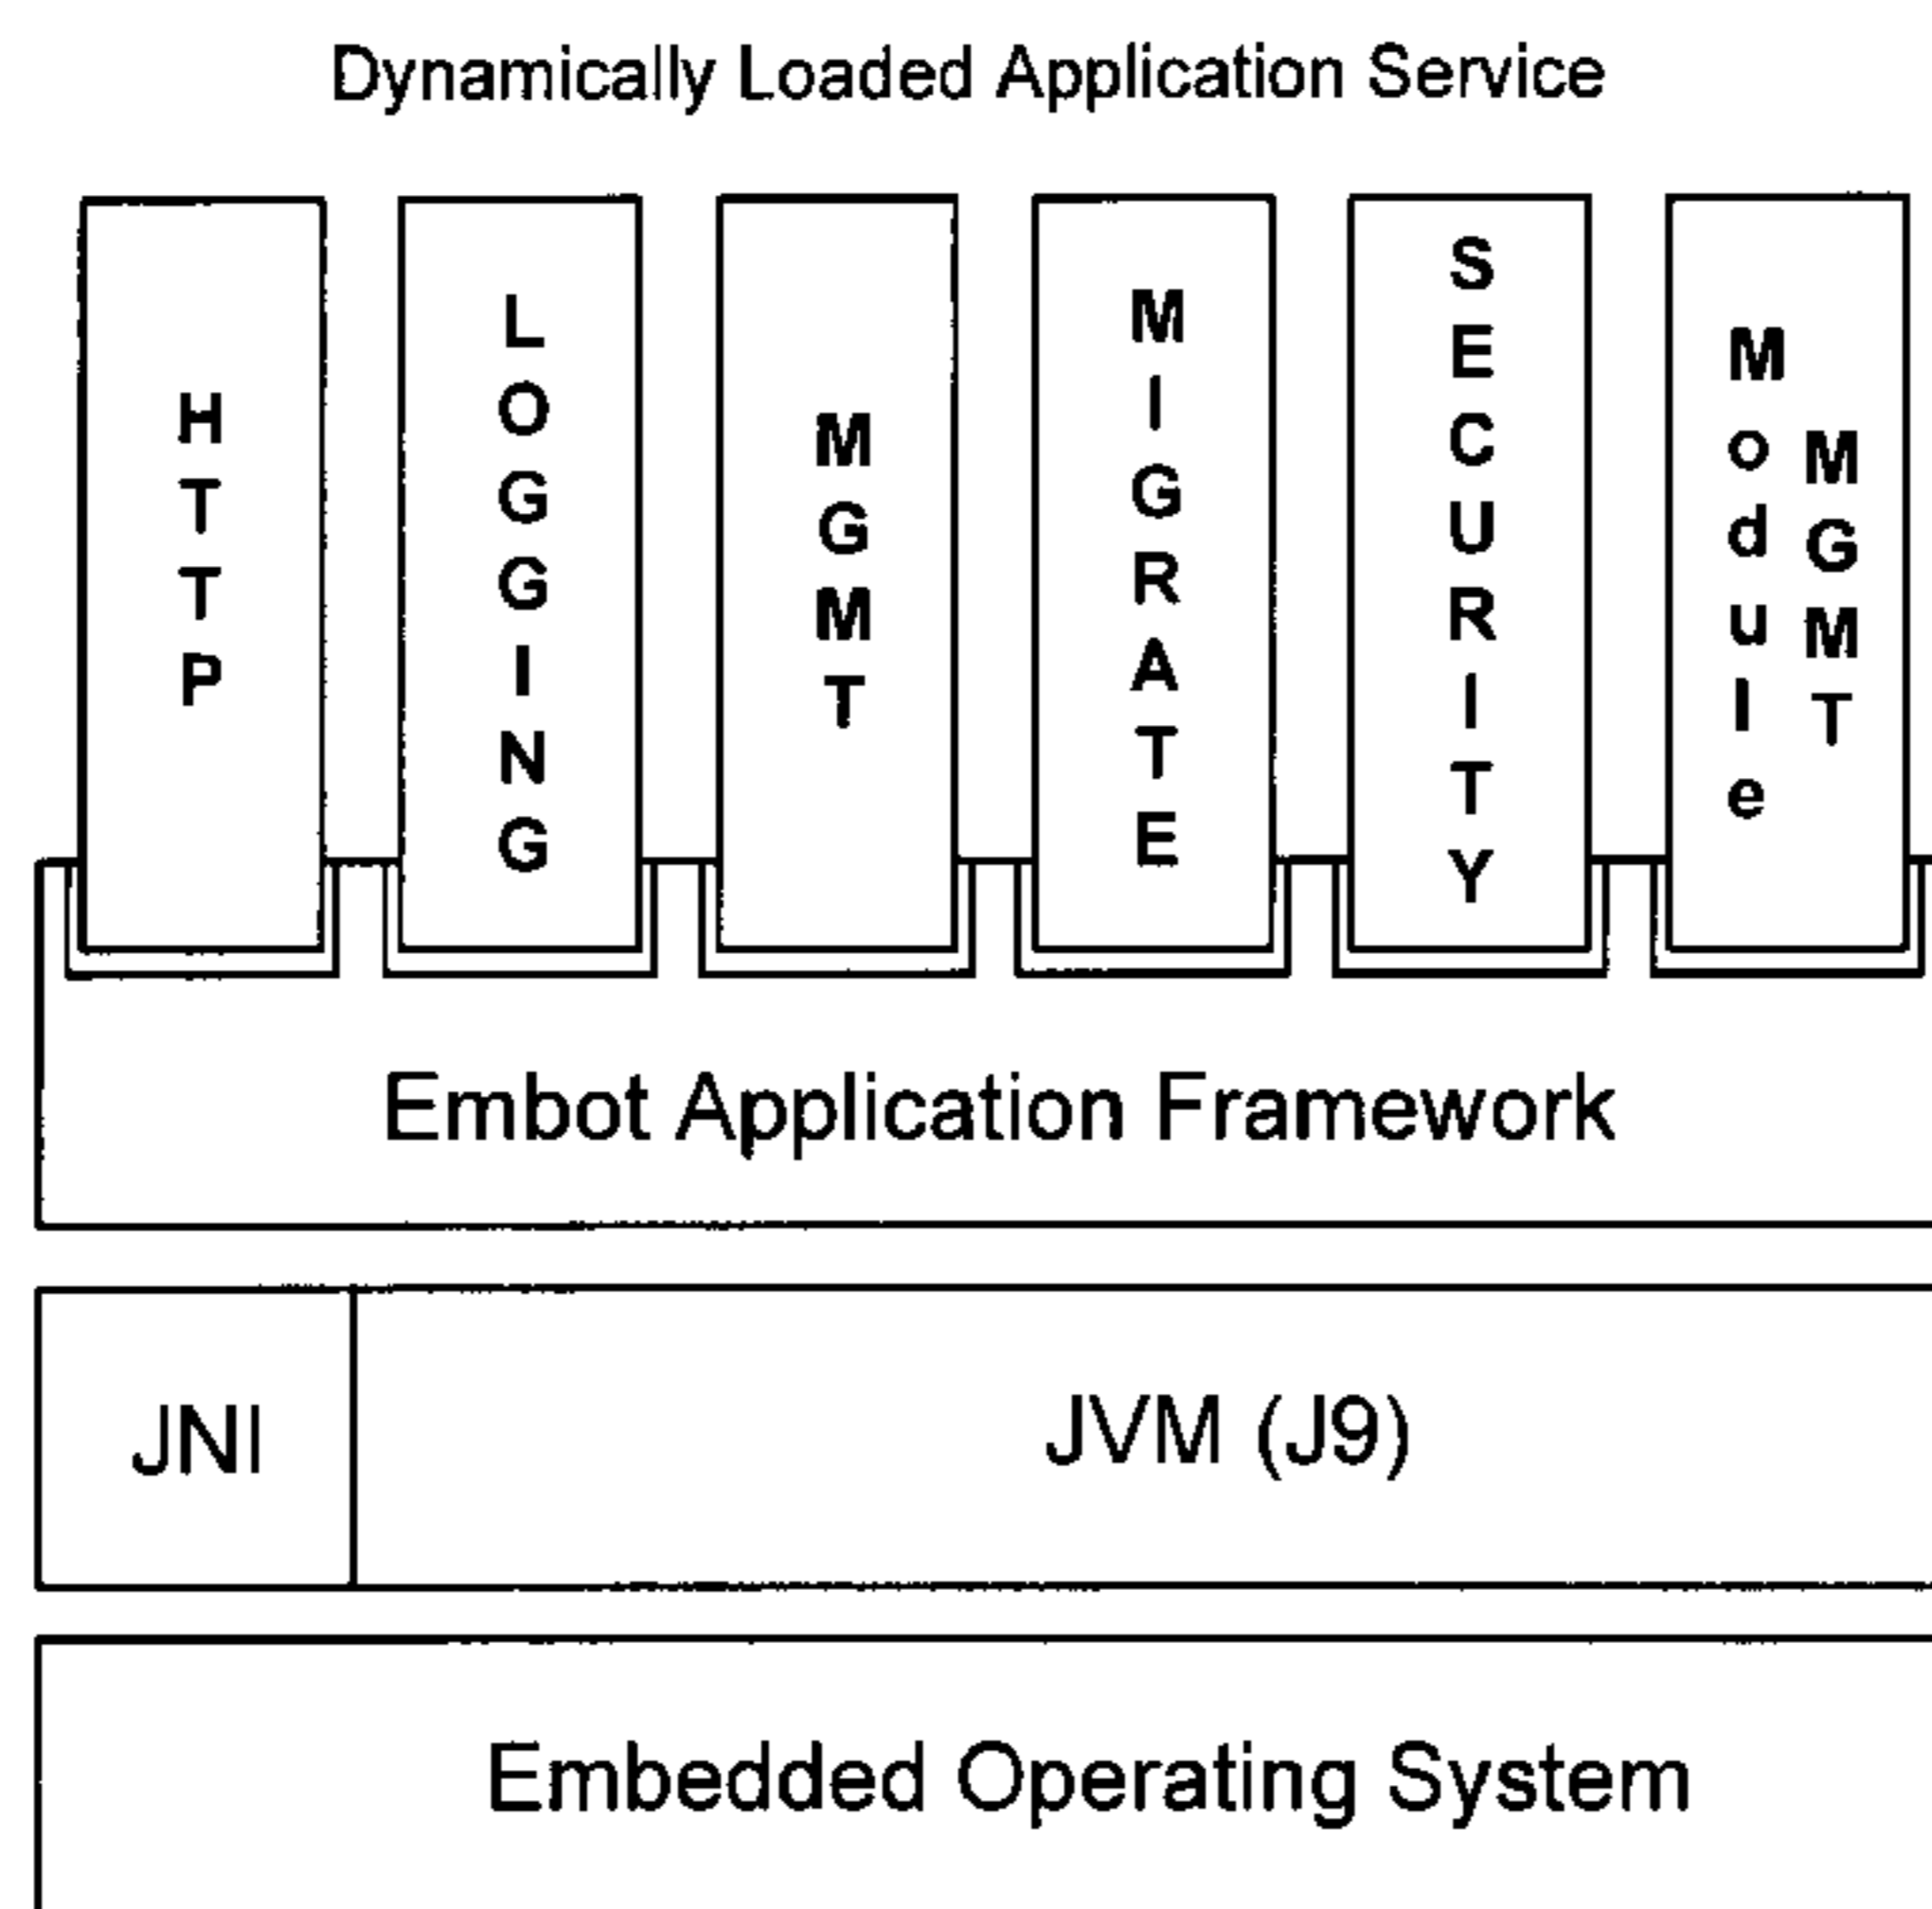 Dynamically Loaded Application Service
HTTP
LOGGING
MGMT
MIGRATE
SECURITY
Module
MGMT
Embot Application Framework
JNI
JVM (J9)
Embedded Operating System